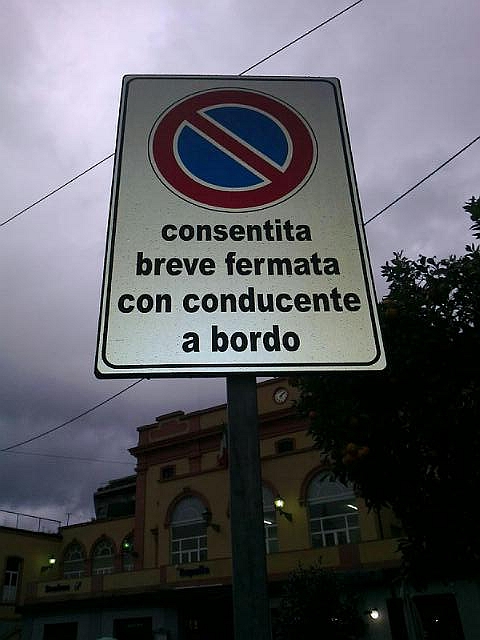 consentita
breve fermata
con conducente
a bordo